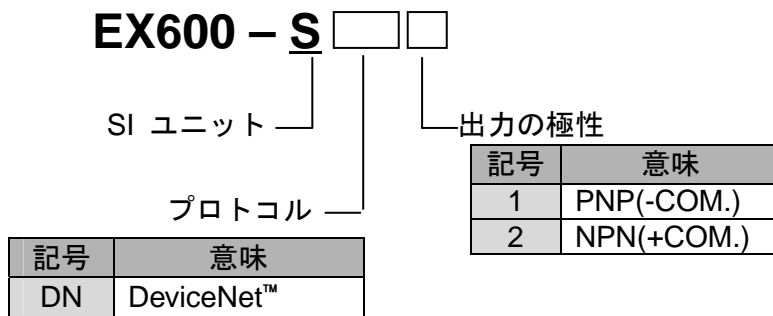 EX600 – S
SI ユニット
出力の極性
記号 意味
1 PNP(-COM.)
2 NPN(+COM.)
プロトコル
記号 意味
DN DeviceNet™